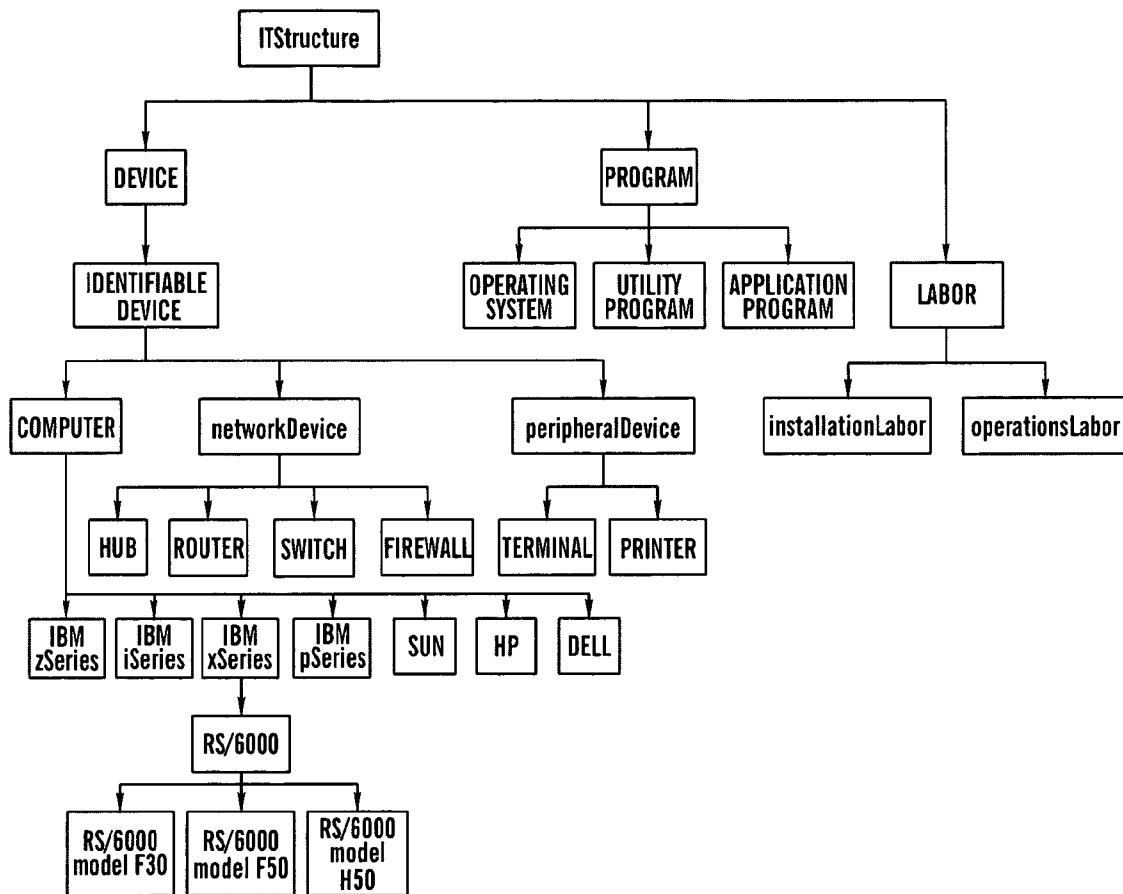 ITStructure
DEVICE
PROGRAM
IDENTIFIABLE
DEVICE
OPERATING
SYSTEM
UTILITY
PROGRAM
APPLICATION
PROGRAM
LABOR
COMPUTER
networkDevice
peripheralDevice
installationLabor
operationsLabor
HUB
ROUTER
SWITCH
FIREWALL
TERMINAL
PRINTER
IBM
zSeries
IBM
iSeries
IBM
xSeries
IBM
pSeries
SUN
HP
DELL
RS/6000
RS/6000
model F30
RS/6000
model F50
RS/6000
model
H50